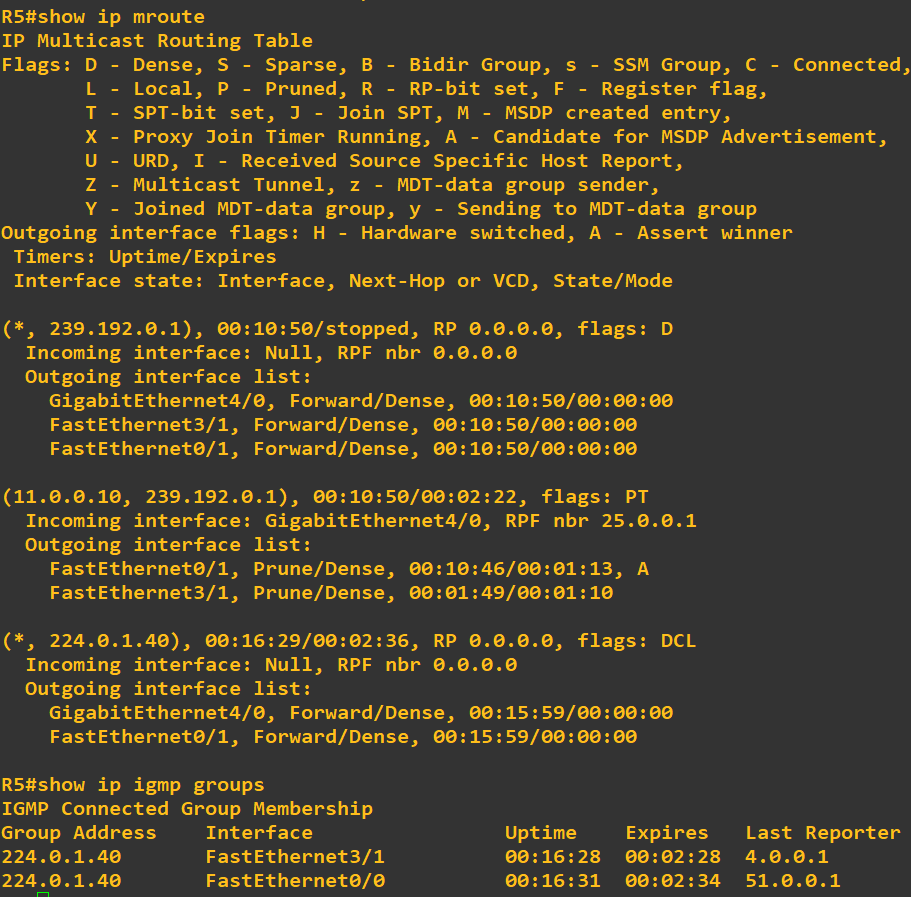 R5#show ip mroute
IP Multicast Routing Table
Flags: D - Dense, S - Sparse, B - Bidir Group, s - SSM Group, C - Connected,
       L - Local, P - Pruned, R - RP-bit set, F - Register flag,
       T - SPT-bit set, J - Join SPT, M - MSDP created entry,
       X - Proxy Join Timer Running, A - Candidate for MSDP Advertisement,
       U - URD, I - Received Source Specific Host Report,
       Z - Multicast Tunnel, z - MDT-data group sender,
       Y - Joined MDT-data group, y - Sending to MDT-data group
Outgoing interface flags: H - Hardware switched, A - Assert winner
 Timers: Uptime/Expires
 Interface state: Interface, Next-Hop or VCD, State/Mode

(*, 239.192.0.1), 00:10:50/stopped, RP 0.0.0.0, flags: D
  Incoming interface: Null, RPF nbr 0.0.0.0
  Outgoing interface list:
    GigabitEthernet4/0, Forward/Dense, 00:10:50/00:00:00
    FastEthernet3/1, Forward/Dense, 00:10:50/00:00:00
    FastEthernet0/1, Forward/Dense, 00:10:50/00:00:00

(11.0.0.10, 239.192.0.1), 00:10:50/00:02:22, flags: PT
  Incoming interface: GigabitEthernet4/0, RPF nbr 25.0.0.1
  Outgoing interface list:
    FastEthernet0/1, Prune/Dense, 00:10:46/00:01:13, A
    FastEthernet3/1, Prune/Dense, 00:01:49/00:01:10

(*, 224.0.1.40), 00:16:29/00:02:36, RP 0.0.0.0, flags: DCL
  Incoming interface: Null, RPF nbr 0.0.0.0
  Outgoing interface list:
    GigabitEthernet4/0, Forward/Dense, 00:15:59/00:00:00
    FastEthernet0/1, Forward/Dense, 00:15:59/00:00:00

R5#show ip igmp groups
IGMP Connected Group Membership
Group Address    Interface                Uptime    Expires   Last Reporter
224.0.1.40       FastEthernet3/1          00:16:28  00:02:28  4.0.0.1
224.0.1.40       FastEthernet0/0          00:16:31  00:02:34  51.0.0.1